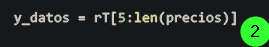 y_datos = rT[5:len(precios)]
2